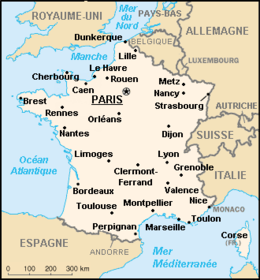 ROYAUME-UNI
Mer
du Nord
PAYS-BAS
Dunkerque
BELGIQUE
ALLEMAGNE
Lille
Manche
LUXEMBOURG
Cherbourg
Le Havre
Rouen
Metz
Caen
Nancy
PARIS
Strasbourg
Brest
Rennes
Orléans
AUTRICHE
Nantes
Dijon
SUISSE
Océan
Atlantique
Limoges
Lyon
Clermont-
Ferrand
Grenoble
ITALIE
Bordeaux
Valence
Toulouse
Montpellier
Nice
MONACO
Marseille
Toulon
Perpignan
Corse
(FR.)
ESPAGNE
ANDORRE
Mer
Méditerranée
0 100 200 300 km